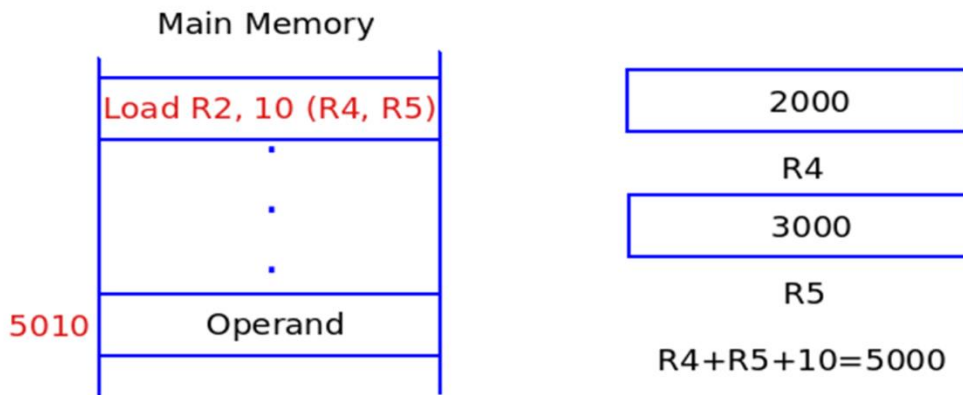 Main Memory
Load R2, 10 (R4, R5)
2000
R4
3000
R5
5010
Operand
R4+R5+10=5000